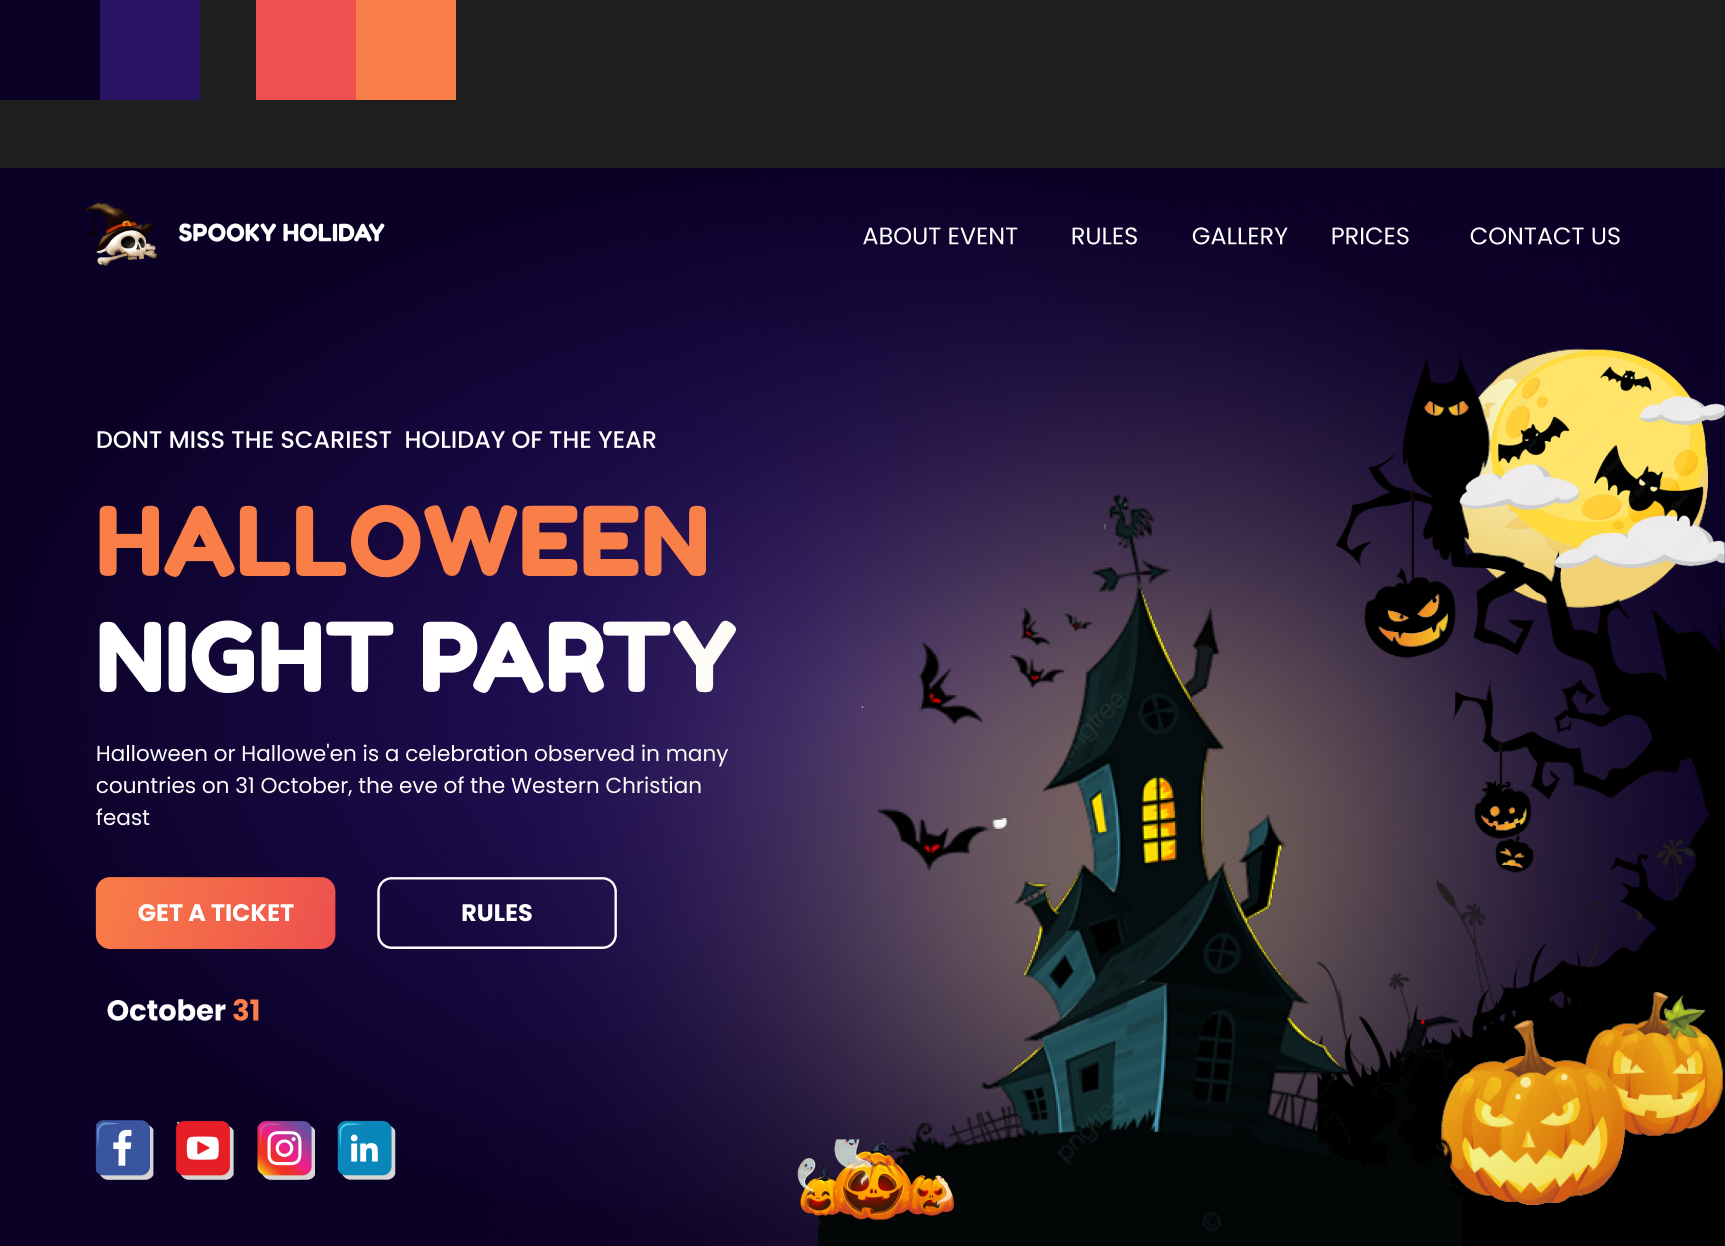 SPOOKY HOLIDAY
ABOUT EVENT RULES GALLERY PRICES CONTACT US
DONT MISS THE SCARIEST HOLIDAY OF THE YEAR
HALLOWEEN
NIGHT PARTY
Halloween or Hallowe'en is a celebration observed in many
countries on 31 October, the eve of the Western Christian
feast
GET A TICKET RULES
October 31
f in
pngtree
pngtree